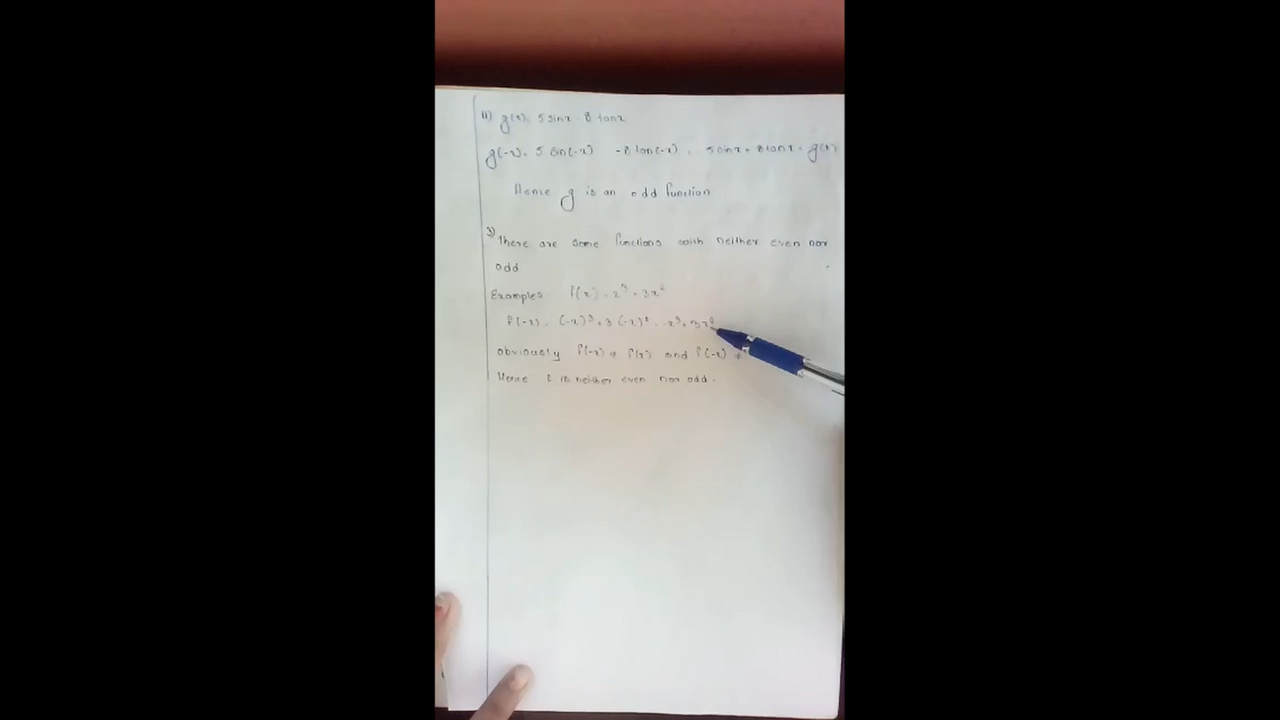 11) g(x) = 5 sinx - 8 tanx
g(-x) = 5 sin(-x) - 8 tan(-x) = -5 sinx + 8 tanx = g(x)
Hence g is an odd function
3) There are some functions with neither even nor
odd
Examples f(x) = x³ + 3x²
f(-x) = (-x)³ + 3(-x)² = -x³ + 3x²
obviously f(-x) ≠ f(x) and f(-x) ≠
Hence f is neither even nor odd.